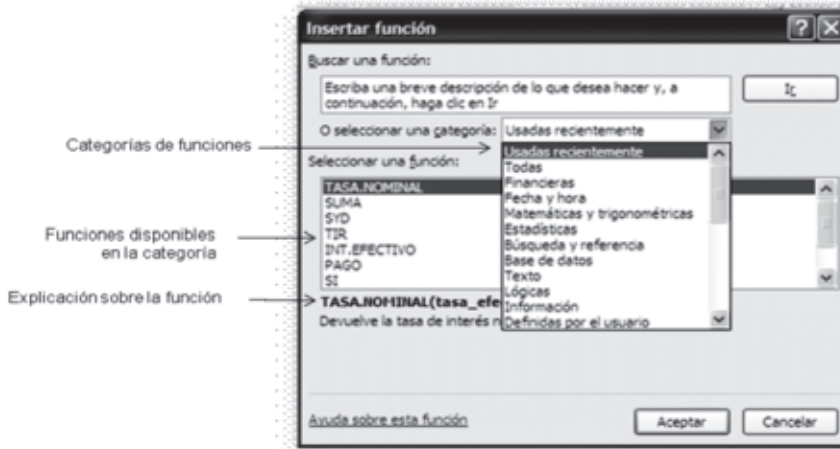 Insertar función
Buscar una función:
Escriba una breve descripción de lo que desea hacer y, a
continuación, haga clic en Ir
Ir
O seleccionar una categoría: Usadas recientemente
Categorías de funciones
Usadas recientemente
Todas
Financieras
Fecha y hora
Matemáticas y trigonométricas
Estadísticas
Búsqueda y referencia
Base de datos
Texto
Lógicas
Información
Definidas por el usuario
Seleccionar una función:
TASA.NOMINAL
SUMA
SYD
TIR
INT.EFECTIVO
PAGO
SI
Funciones disponibles
en la categoría
Explicación sobre la función
TASA.NOMINAL(tasa_efe
Devuelve la tasa de interés n
Ayuda sobre esta función
Aceptar
Cancelar